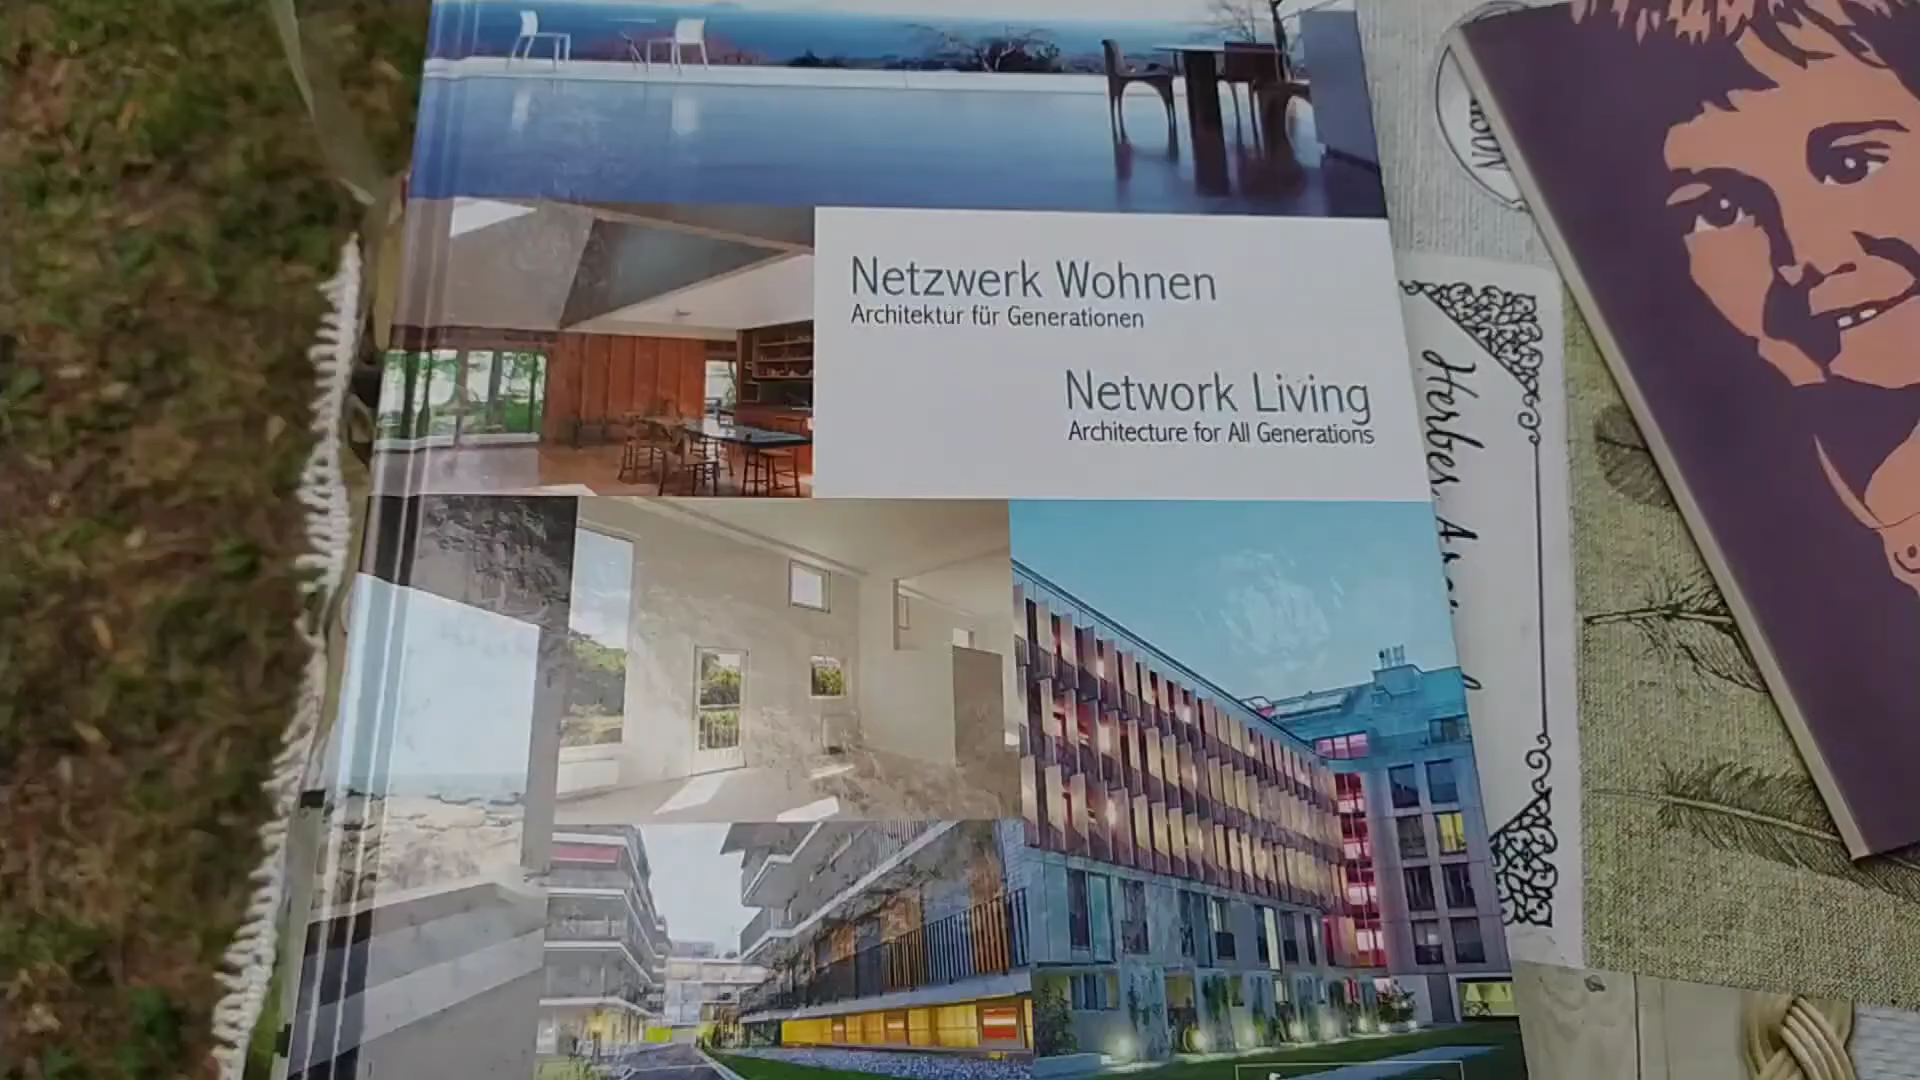 Netzwerk Wohnen
Architektur für Generationen
Network Living
Architecture for All Generations